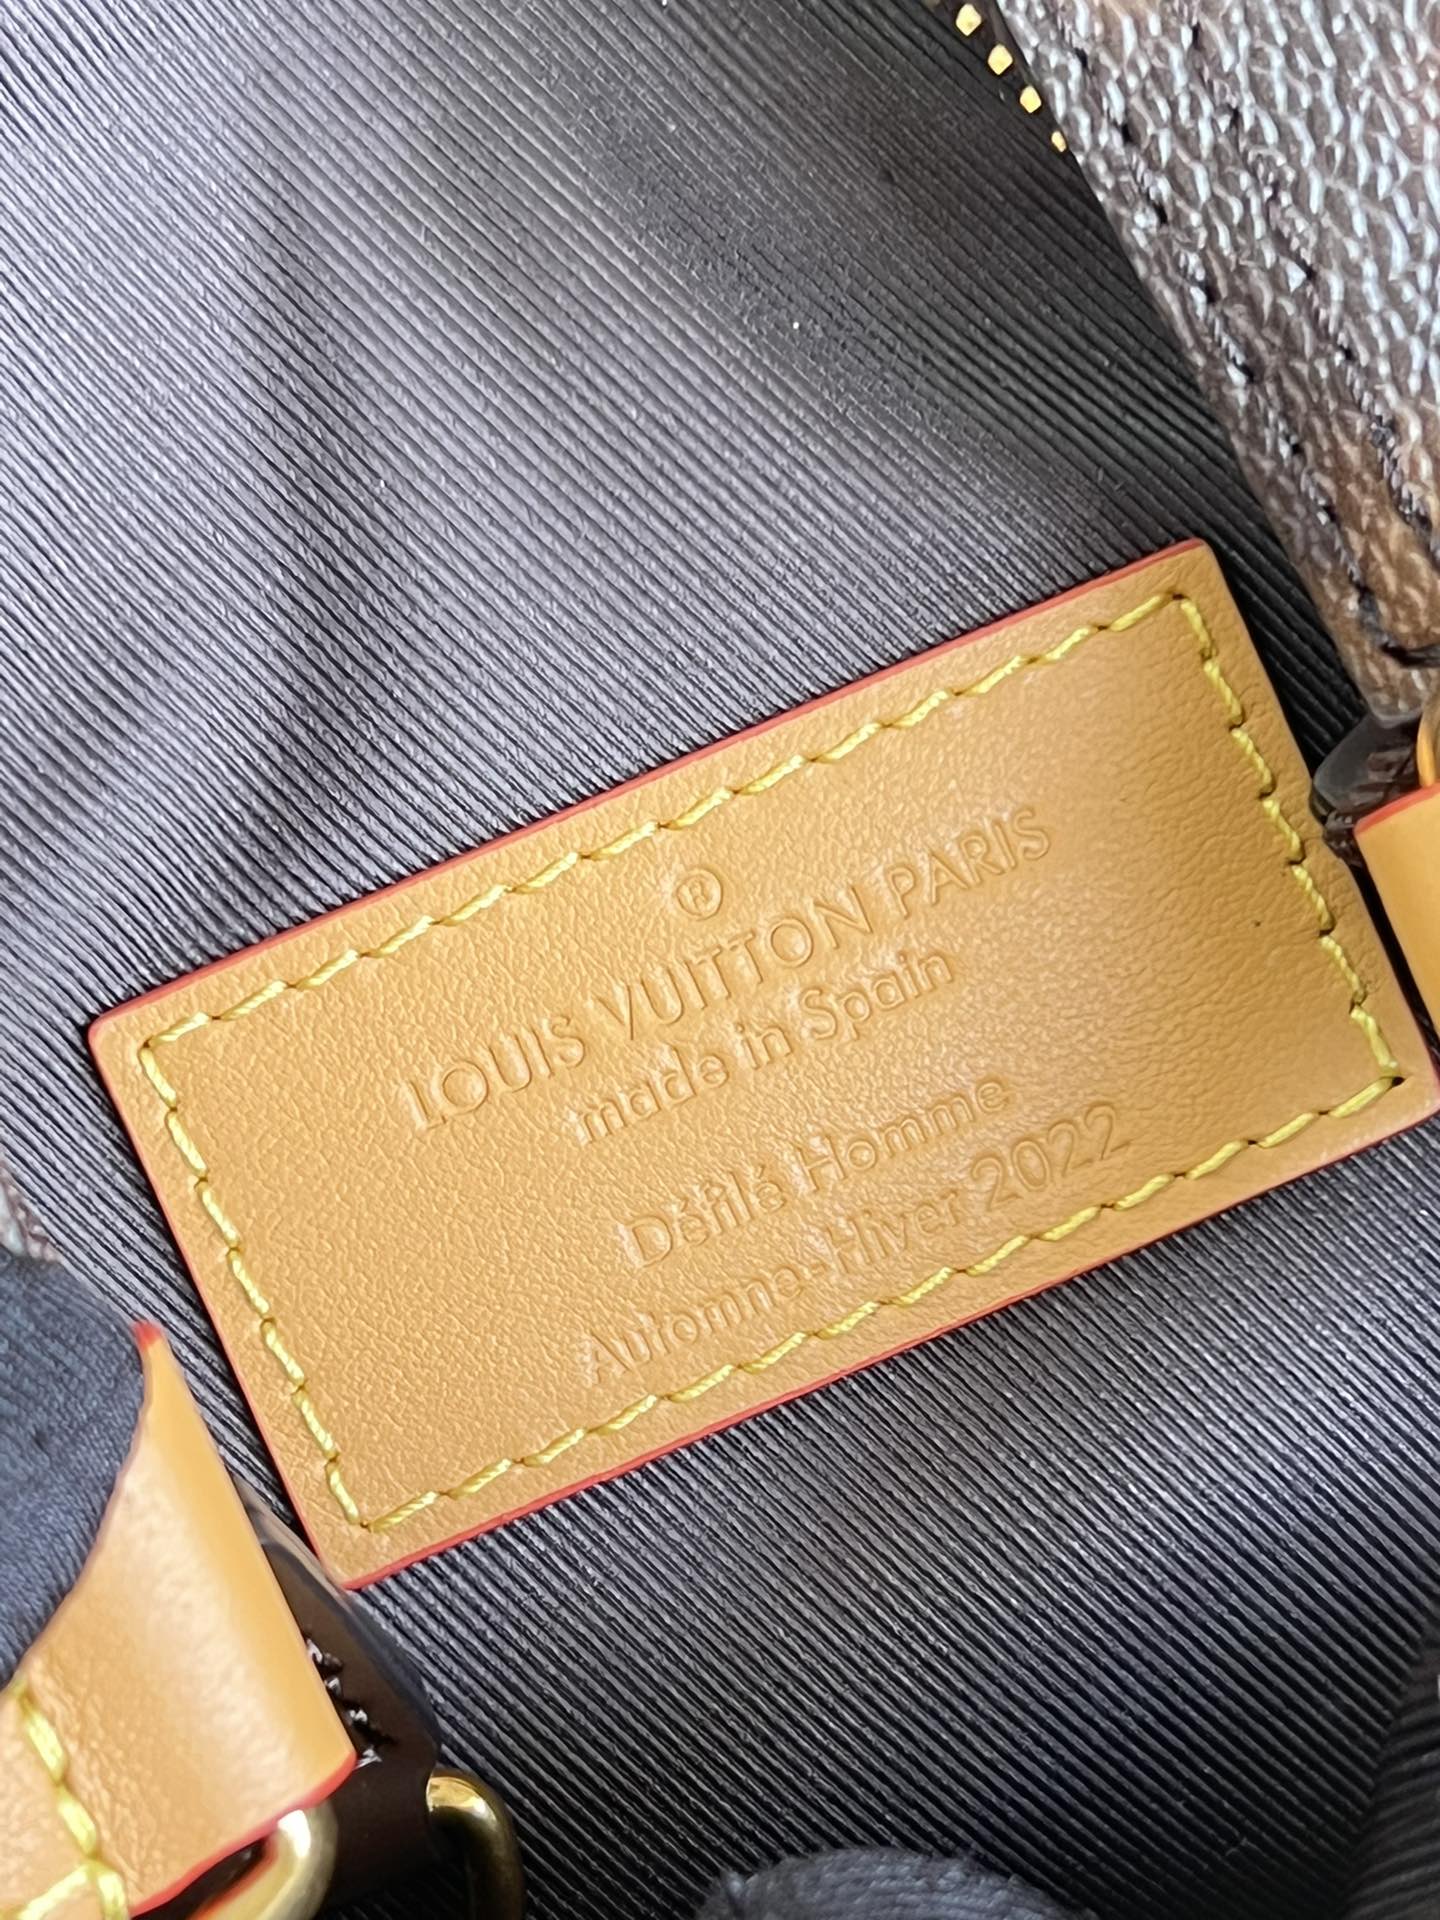 ®
LOUIS VUITTON PARIS
made in Spain
Défilé Homme
Automne-Hiver 2022